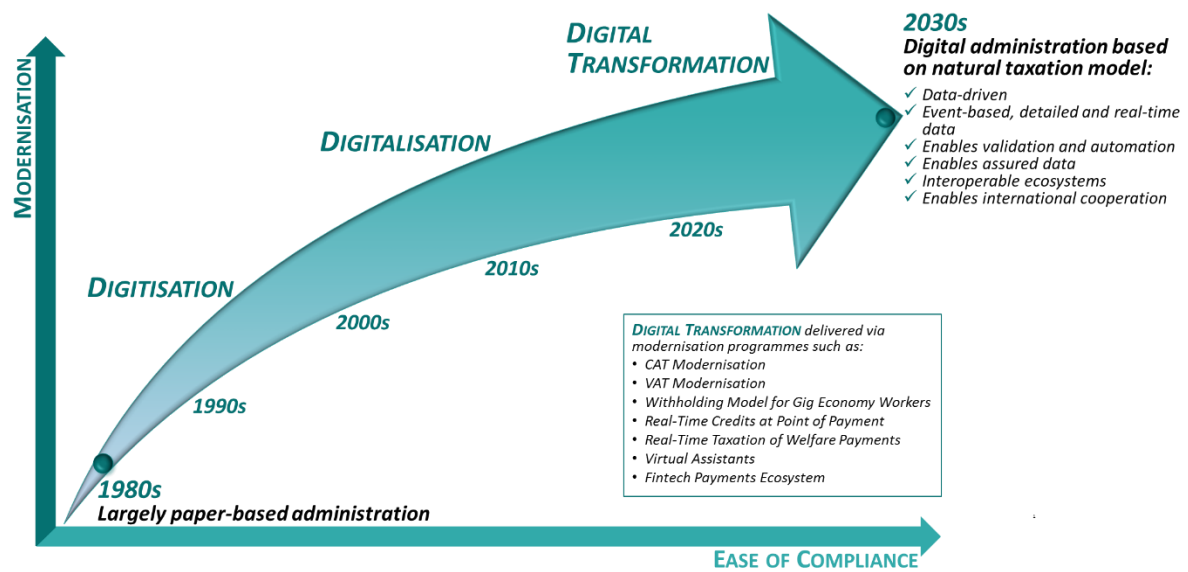 MODERNISATION
DIGITAL
TRANSFORMATION
DIGITALISATION
DIGITISATION
2030s
Digital administration based
on natural taxation model:
✓ Data-driven
✓ Event-based, detailed and real-time
data
✓ Enables validation and automation
✓ Enables assured data
✓ Interoperable ecosystems
✓ Enables international cooperation
2020s
2010s
2000s
1990s
1980s
Largely paper-based administration
DIGITAL TRANSFORMATION delivered via
modernisation programmes such as:
• CAT Modernisation
• VAT Modernisation
• Withholding Model for Gig Economy Workers
• Real-Time Credits at Point of Payment
• Real-Time Taxation of Welfare Payments
• Virtual Assistants
• Fintech Payments Ecosystem
EASE OF COMPLIANCE